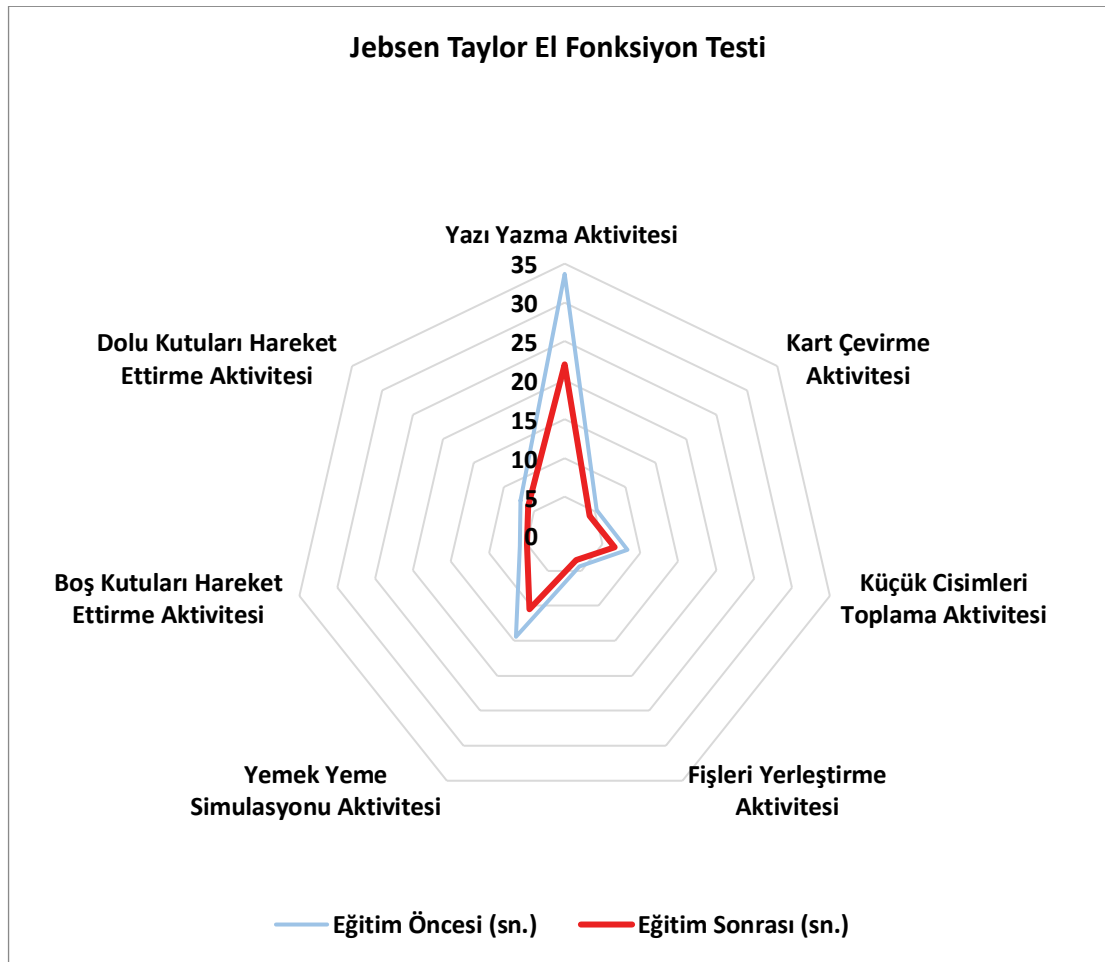 Jebsen Taylor El Fonksiyon Testi
Yazı Yazma Aktivitesi
35
30
25
20
15
10
5
0
Kart Çevirme
Aktivitesi
Küçük Cisimleri
Toplama Aktivitesi
Fişleri Yerleştirme
Aktivitesi
Yemek Yeme
Simulasyonu Aktivitesi
Boş Kutuları Hareket
Ettirme Aktivitesi
Dolu Kutuları Hareket
Ettirme Aktivitesi
Eğitim Öncesi (sn.) Eğitim Sonrası (sn.)